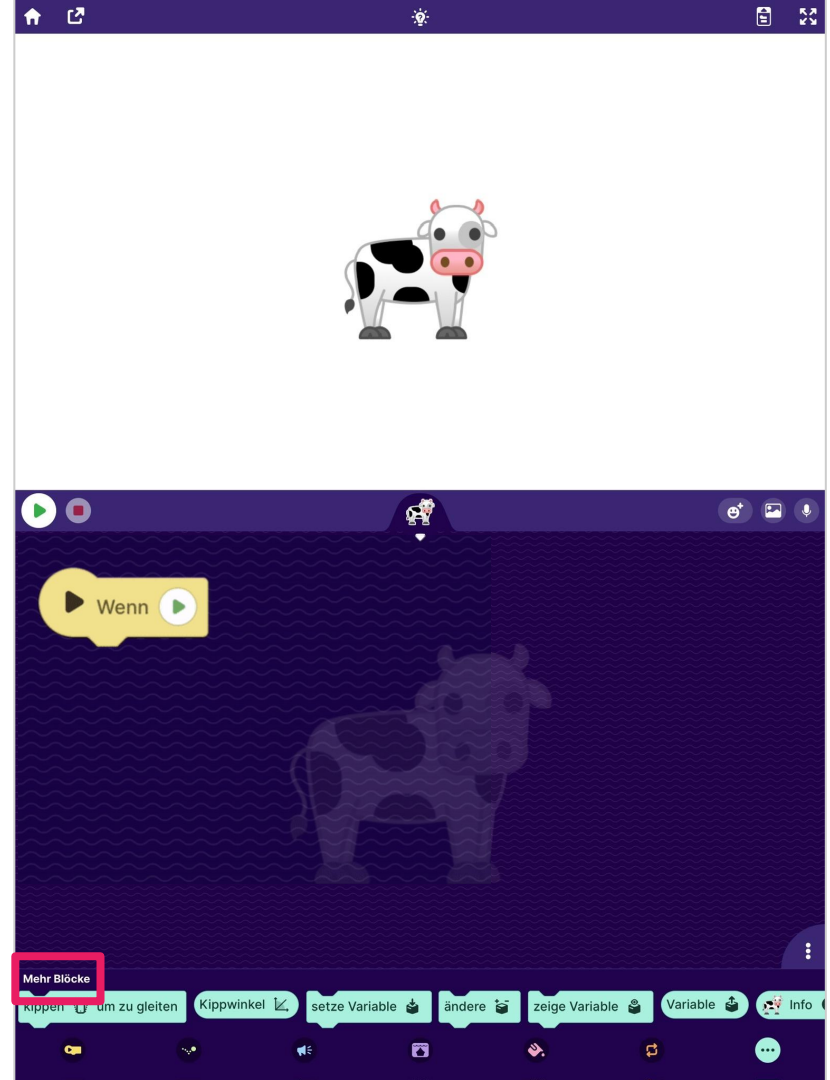 Wenn
Mehr Blöcke
kippen um zu gleiten Kippwinkel setze Variable ändere zeige Variable Variable Info